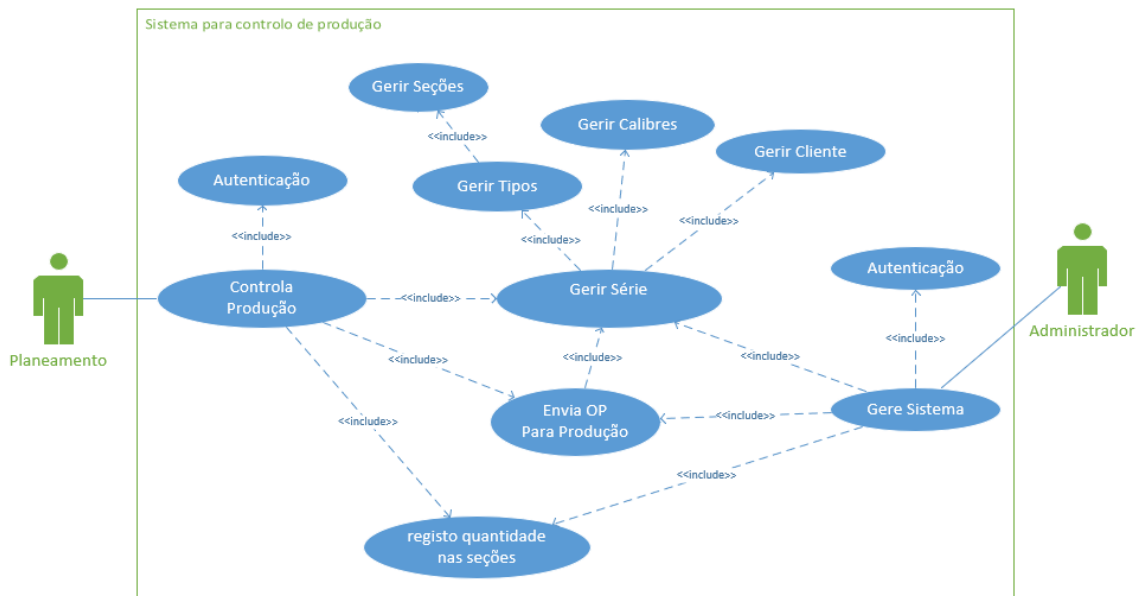 Sistema para controlo de produção
Gerir Seções
Gerir Calibres
<<include>>
Gerir Cliente
<<include>>
Autenticação
Gerir Tipos
<<include>>
<<include>>
<<include>>
<<include>>
Autenticação
Controla
Produção
<<include>>
Gerir Série
Planeamento
Administrador
<<include>>
<<include>>
<<include>>
<<include>>
Envia OP
Para Produção
<<include>>
Gere Sistema
<<include>>
<<include>>
registo quantidade
nas seções